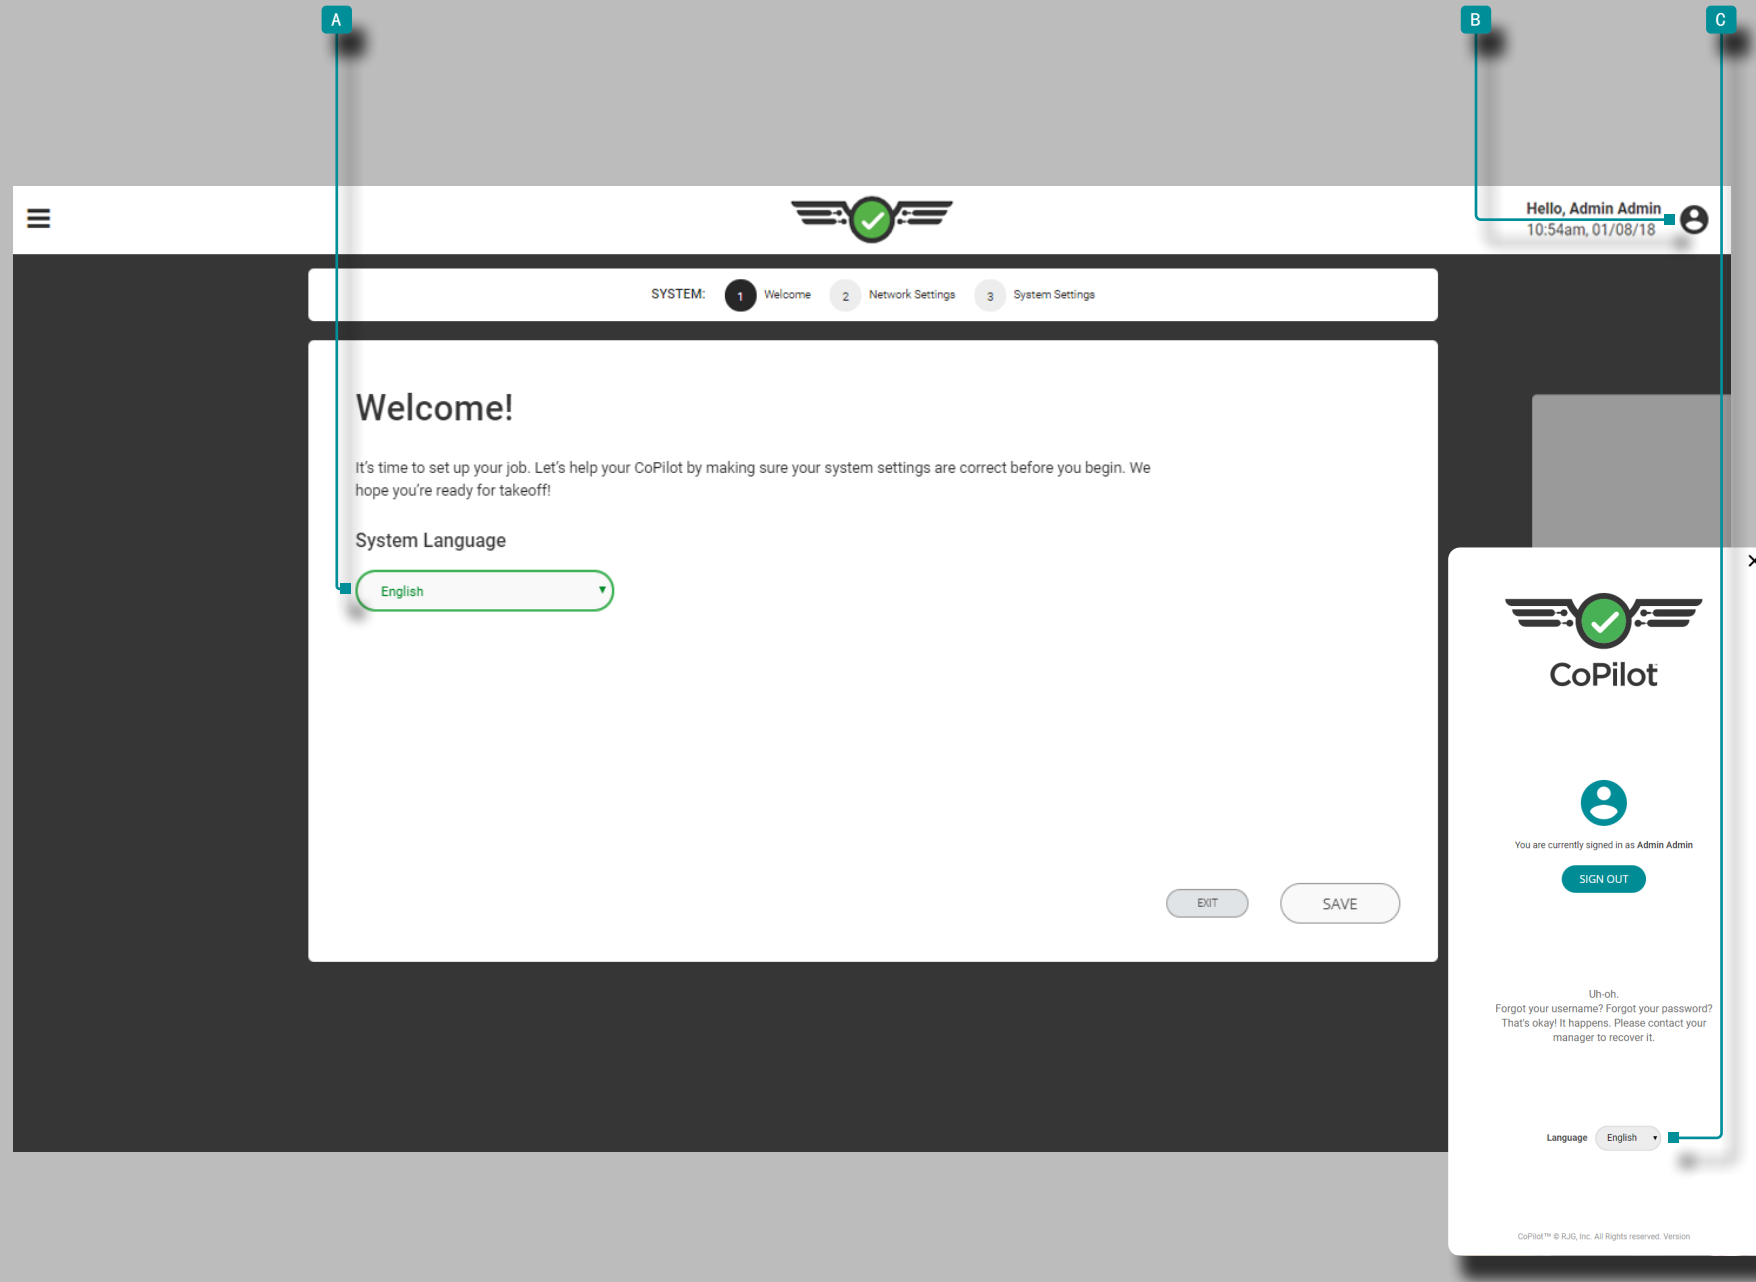 A
B
C
Hello, Admin Admin
10:54am, 01/08/18
SYSTEM:
1 Welcome
2 Network Settings
3 System Settings
Welcome!
It's time to set up your job. Let's help your CoPilot by making sure your system settings are correct before you begin. We
hope you're ready for takeoff!
System Language
English
EXIT
SAVE
CoPilot
You are currently signed in as Admin Admin
SIGN OUT
Uh-oh.
Forgot your username? Forgot your password?
That's okay! It happens. Please contact your
manager to recover it.
Language English
CoPilot™ © RJG, Inc. All Rights reserved. Version